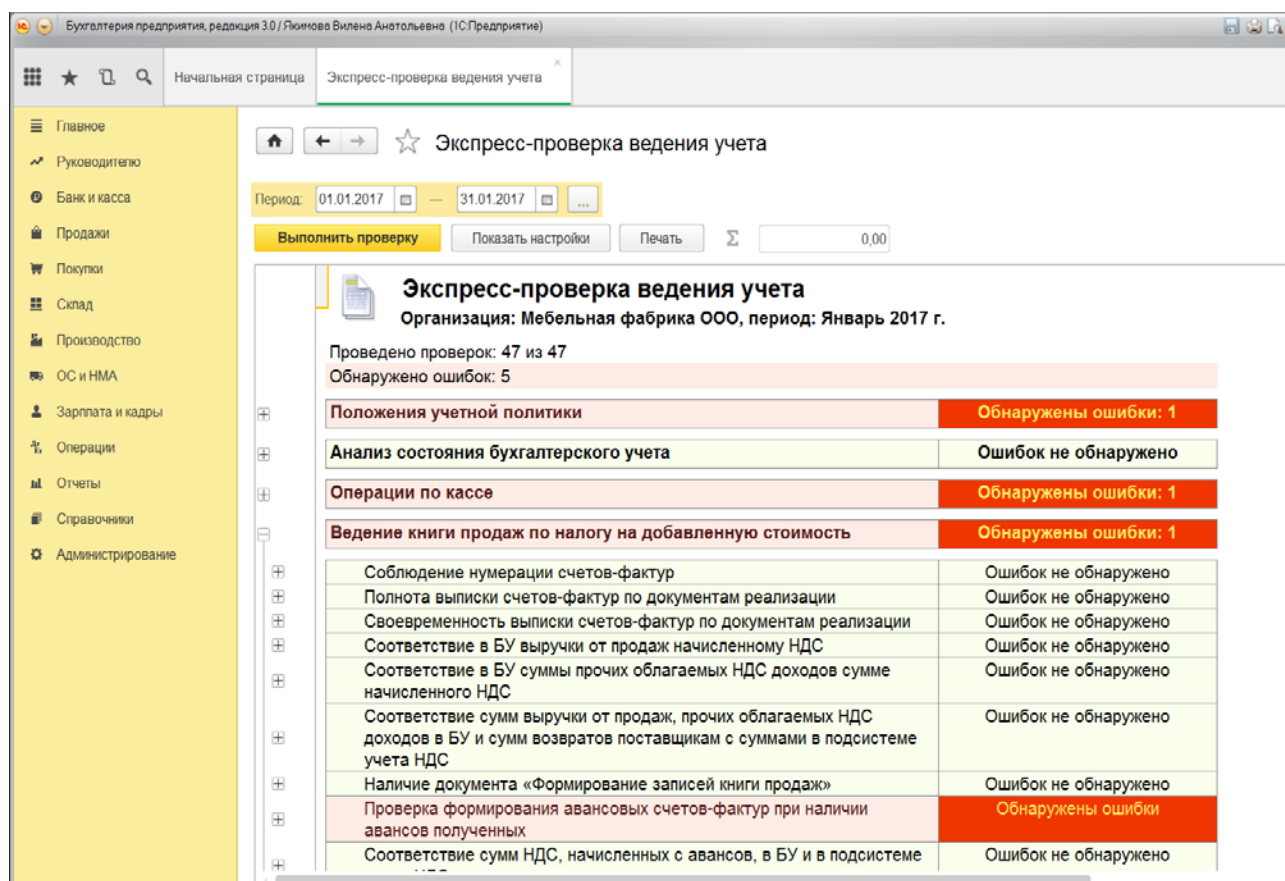 Бухгалтерия предприятия, редакция 3.0 / Якимова Вилена Анатольевна (1С:Предприятие)
Начальная страница
Экспресс-проверка ведения учета
Главное
Руководителю
Банк и касса
Продажи
Покупки
Склад
Производство
ОС и НМА
Зарплата и кадры
Операции
Отчеты
Справочники
Администрирование
Экспресс-проверка ведения учета
Период: 01.01.2017 — 31.01.2017 ...
Выполнить проверку Показать настройки Печать Σ 0,00
Экспресс-проверка ведения учета
Организация: Мебельная фабрика ООО, период: Январь 2017 г.
Проведено проверок: 47 из 47
Обнаружено ошибок: 5
Положения учетной политики Обнаружены ошибки: 1
Анализ состояния бухгалтерского учета Ошибок не обнаружено
Операции по кассе Обнаружены ошибки: 1
Ведение книги продаж по налогу на добавленную стоимость Обнаружены ошибки: 1
Соблюдение нумерации счетов-фактур Ошибок не обнаружено
Полнота выписки счетов-фактур по документам реализации Ошибок не обнаружено
Своевременность выписки счетов-фактур по документам реализации Ошибок не обнаружено
Соответствие в БУ выручки от продаж начисленному НДС Ошибок не обнаружено
Соответствие в БУ суммы прочих облагаемых НДС доходов сумме Ошибок не обнаружено
начисленного НДС
Соответствие сумм выручки от продаж, прочих облагаемых НДС Ошибок не обнаружено
доходов в БУ и сумм возвратов поставщикам с суммами в подсистеме
учета НДС
Наличие документа «Формирование записей книги продаж» Ошибок не обнаружено
Проверка формирования авансовых счетов-фактур при наличии Обнаружены ошибки
авансов полученных
Соответствие сумм НДС, начисленных с авансов, в БУ и в подсистеме Ошибок не обнаружено